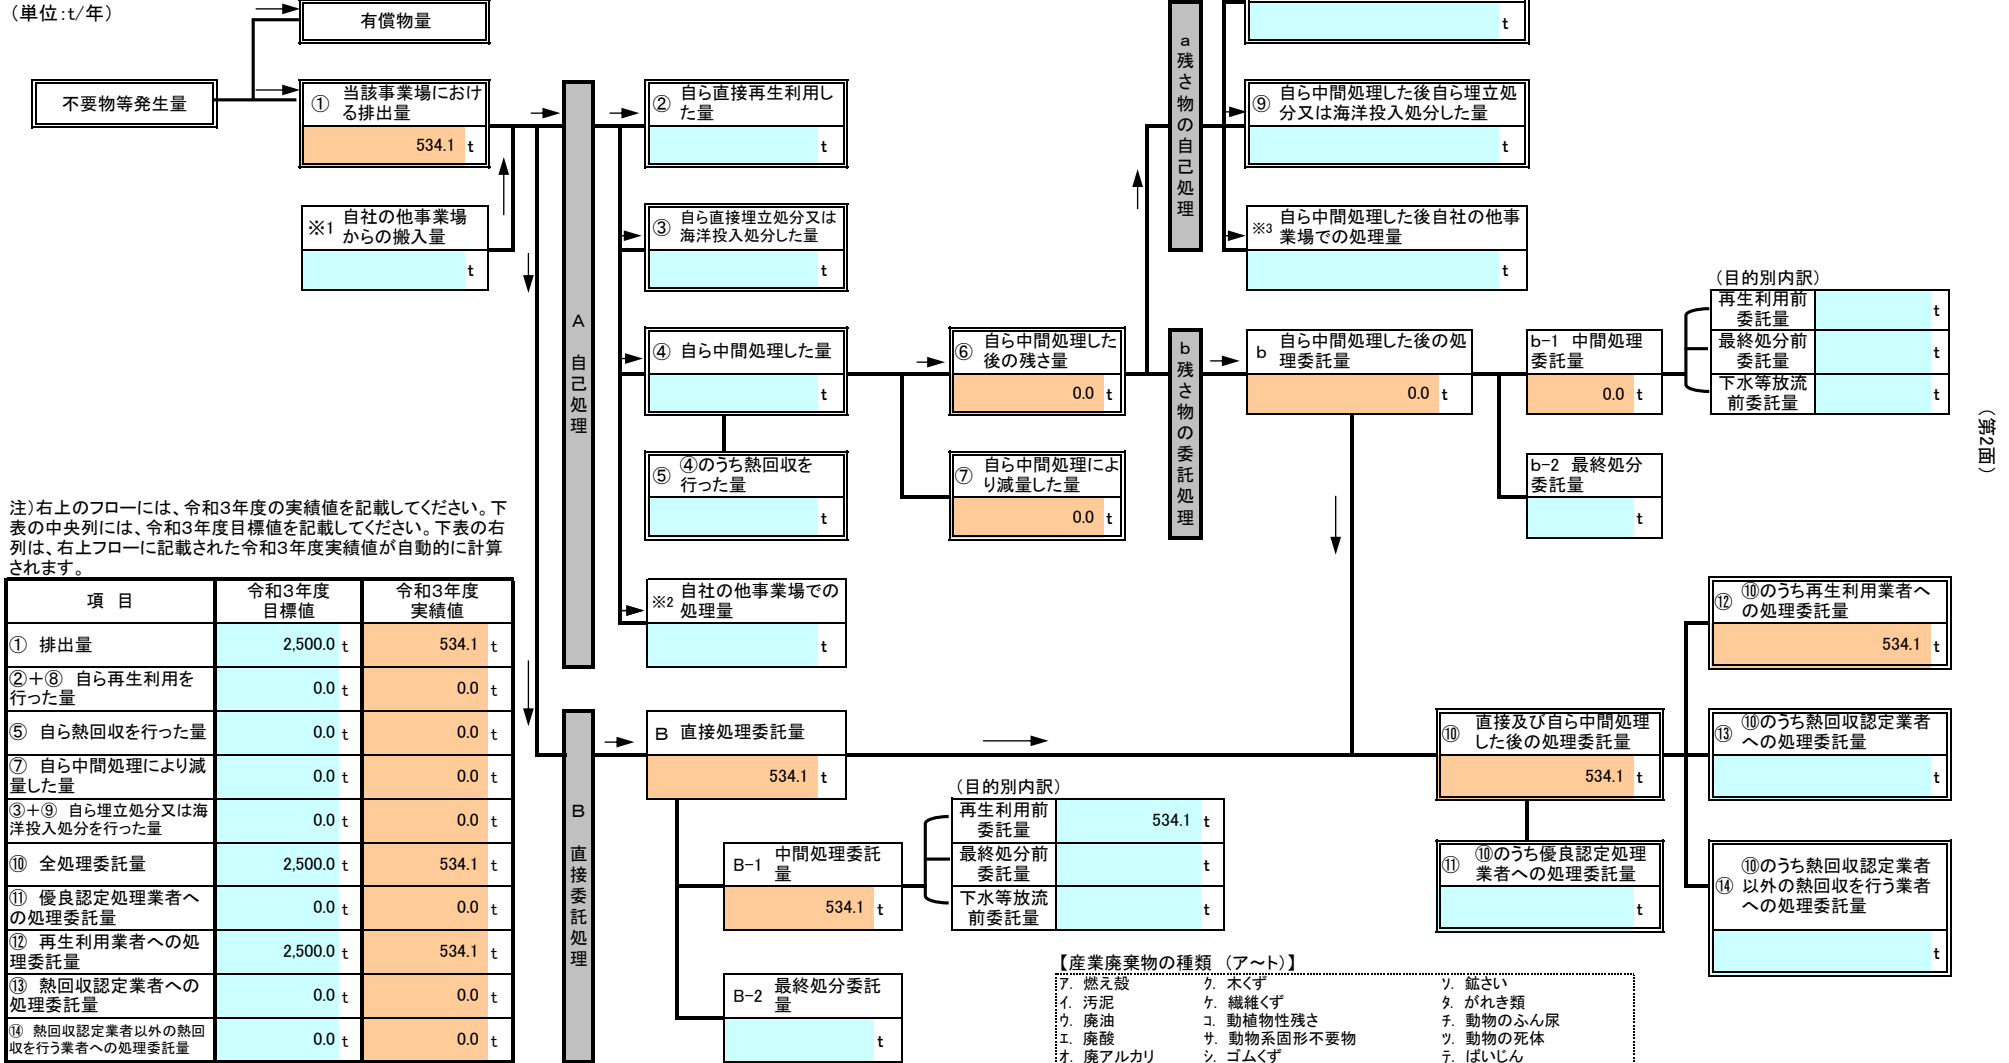 （単位:t/年）
有償物量
不要物等発生量
① 当該事業場におけ
る排出量
534.1 t
※1 自社の他事業場
からの搬入量
t
A 自己処理
② 自ら直接再生利用し
た量
t
③ 自ら直接埋立処分又は
海洋投入処分した量
t
④ 自ら中間処理した量
t
⑤ ④のうち熱回収を
行った量
t
※2 自社の他事業場での
処理量
t
⑥ 自ら中間処理した
後の残さ量
0.0 t
⑦ 自ら中間処理によ
り減量した量
0.0 t
a 残さ物の自己処理
t
⑨ 自ら中間処理した後自ら埋立処
分又は海洋投入処分した量
t
※3 自ら中間処理した後自社の他事
業場での処理量
t
b 残さ物の委託処理
b 自ら中間処理した後の処
理委託量
0.0 t
b-1 中間処理
委託量
0.0 t
b-2 最終処分
委託量
t
（目的別内訳）
再生利用前
委託量
t
最終処分前
委託量
t
下水等放流
前委託量
t
（第2面）
注）右上のフローには、令和３年度の実績値を記載してください。下
表の中央列には、令和３年度目標値を記載してください。下表の右
列は、右上フローに記載された令和３年度実績値が自動的に計算
されます。
項 目 令和３年度 目標値 令和３年度 実績値
① 排出量 2,500.0 t 534.1 t
②＋⑧ 自ら再生利用を
行った量 0.0 t 0.0 t
⑤ 自ら熱回収を行った量 0.0 t 0.0 t
⑦ 自ら中間処理により減
量した量 0.0 t 0.0 t
③＋⑨ 自ら埋立処分又は海
洋投入処分を行った量 0.0 t 0.0 t
⑩ 全処理委託量 2,500.0 t 534.1 t
⑪ 優良認定処理業者へ
の処理委託量 0.0 t 0.0 t
⑫ 再生利用業者への処
理委託量 2,500.0 t 534.1 t
⑬ 熱回収認定業者への
処理委託量 0.0 t 0.0 t
⑭ 熱回収認定業者以外の熱回
収を行う業者への処理委託量 0.0 t 0.0 t
B 直接委託処理
B 直接処理委託量
534.1 t
B-1 中間処理委託
量
534.1 t
B-2 最終処分委託
量
t
（目的別内訳）
再生利用前
委託量
534.1 t
最終処分前
委託量
t
下水等放流
前委託量
t
⑩ 直接及び自ら中間処理
した後の処理委託量
534.1 t
⑪ ⑩のうち優良認定処理
業者への処理委託量
t
⑫ ⑩のうち再生利用業者へ
の処理委託量
534.1 t
⑬ ⑩のうち熱回収認定業者
への処理委託量
t
⑭ ⑩のうち熱回収認定業者
以外の熱回収を行う業者
への処理委託量
t
【産業廃棄物の種類 （ア～ト）】
ア. 燃え殻 ク. 木くず ソ. 鉱さい
イ. 汚泥 ケ. 繊維くず タ. がれき類
ウ. 廃油 コ. 動植物性残さ チ. 動物のふん尿
エ. 廃酸 サ. 動物系固形不要物 ツ. 動物の死体
オ. 廃アルカリ シ. ゴムくず テ. ばいじん